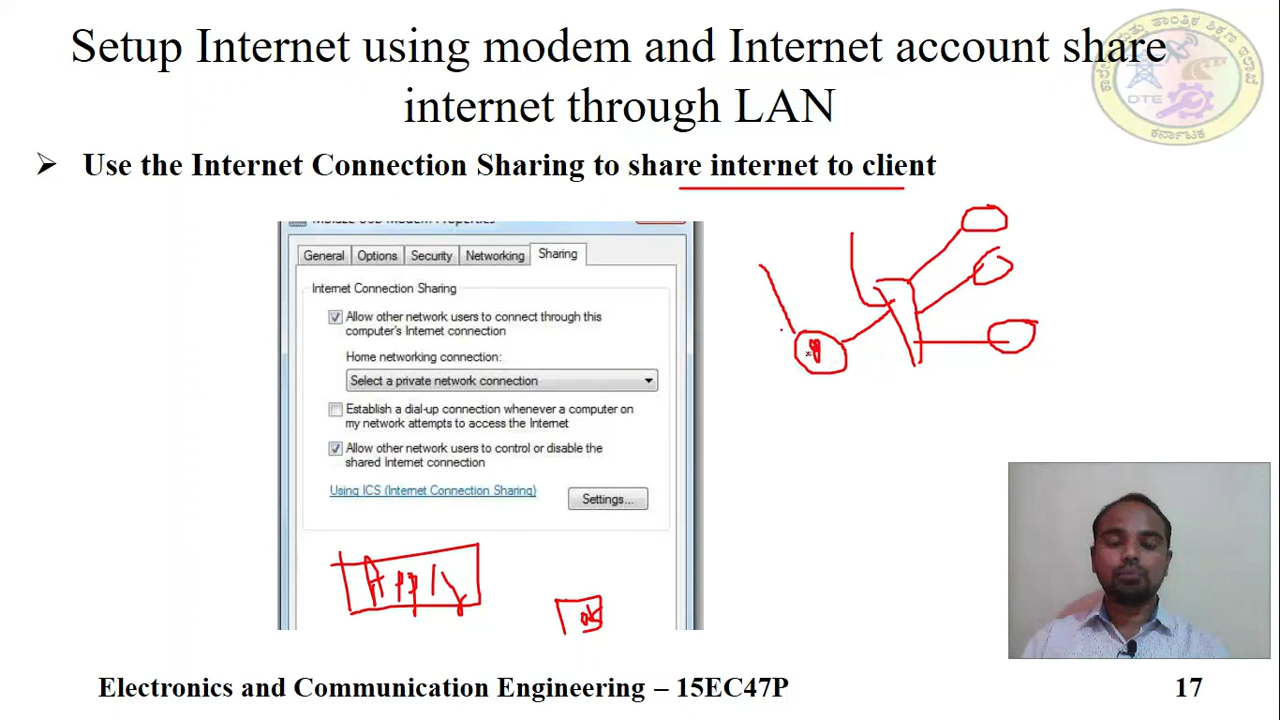 Setup Internet using modem and Internet account share
internet through LAN
DTE
ಕರ್ನಾಟಕ
➢ Use the Internet Connection Sharing to share internet to client
General Options Security Networking Sharing
Internet Connection Sharing
Allow other network users to connect through this
computer's Internet connection
Home networking connection:
Select a private network connection
Establish a dial-up connection whenever a computer on
my network attempts to access the Internet
Allow other network users to control or disable the
shared Internet connection
Using ICS (Internet Connection Sharing)
Settings...
Apply
ok
Electronics and Communication Engineering – 15EC47P
17